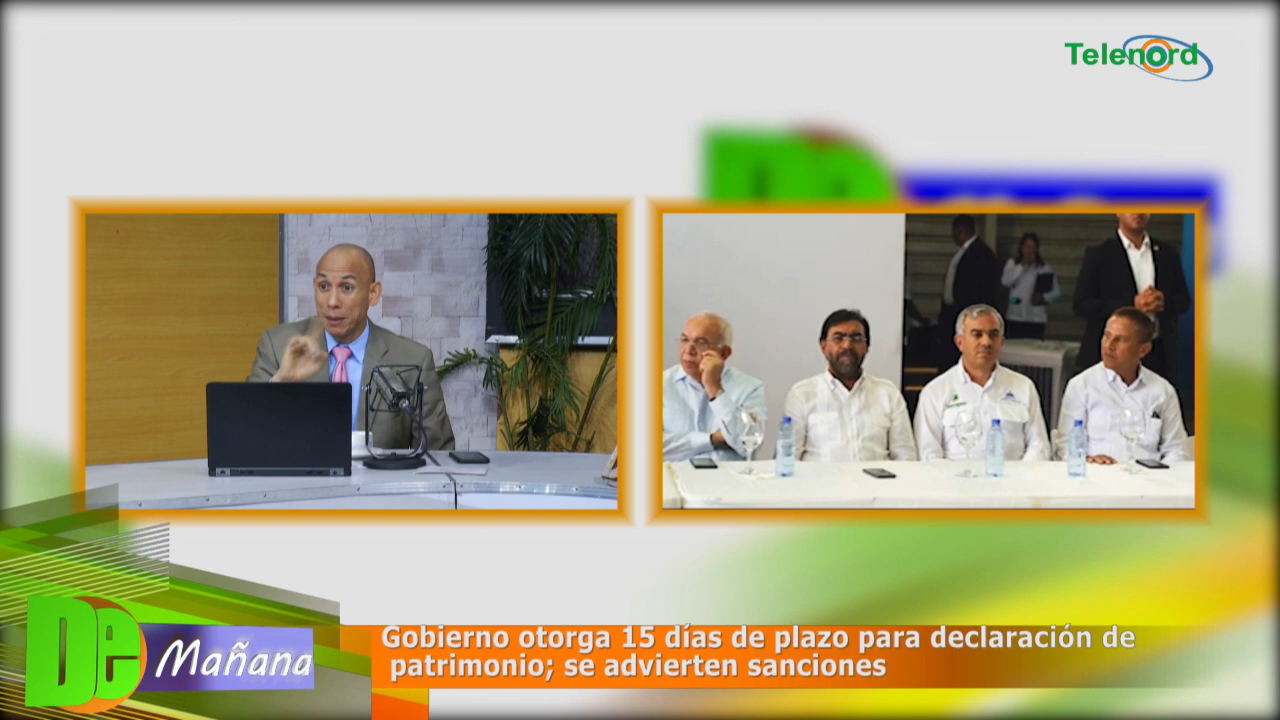 Telenord
De
Mañana
Gobierno otorga 15 días de plazo para declaración de
patrimonio; se advierten sanciones